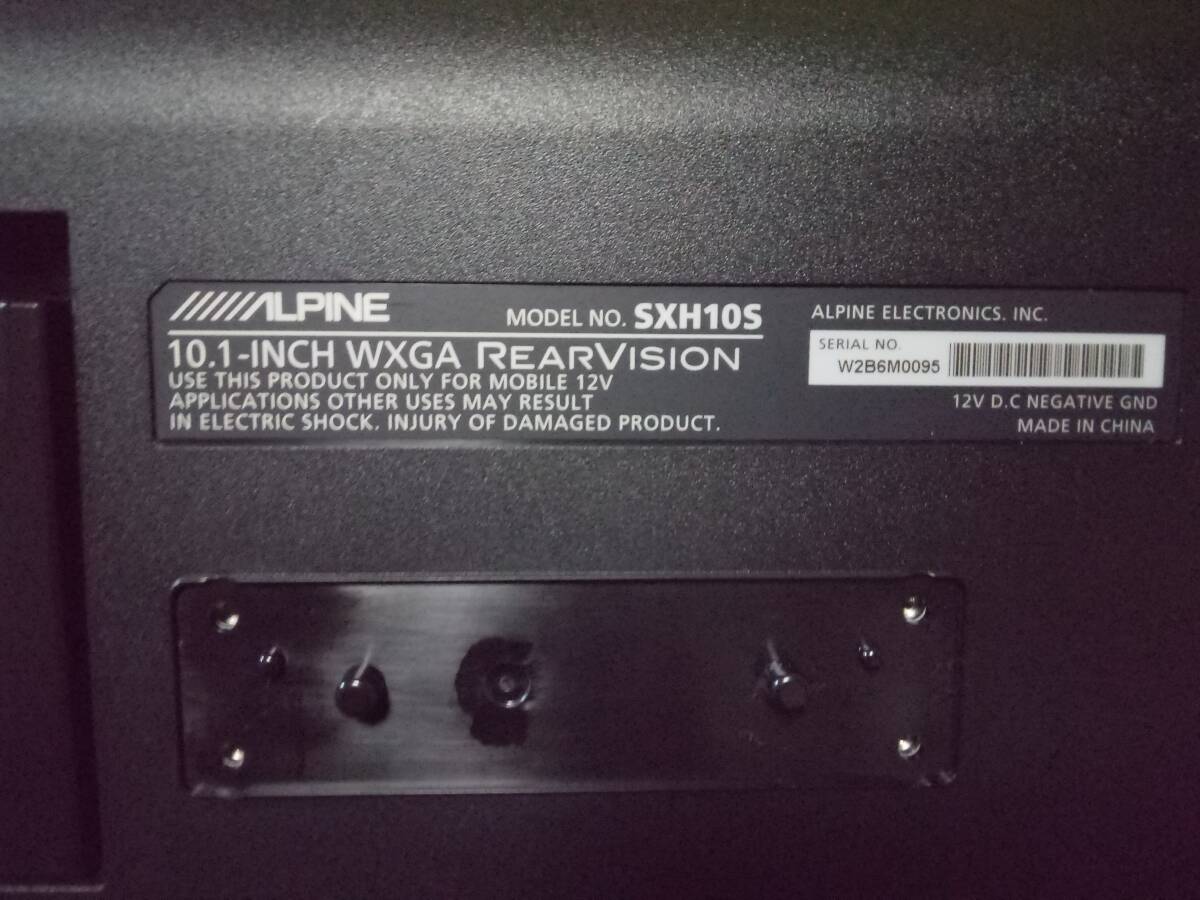 ALPINE
MODEL NO. SXH10S
10.1-INCH WXGA REARVISION
USE THIS PRODUCT ONLY FOR MOBILE 12V
APPLICATIONS OTHER USES MAY RESULT
IN ELECTRIC SHOCK. INJURY OF DAMAGED PRODUCT.
ALPINE ELECTRONICS. INC.
SERIAL NO.
W2B6M0095
12V D.C NEGATIVE GND
MADE IN CHINA